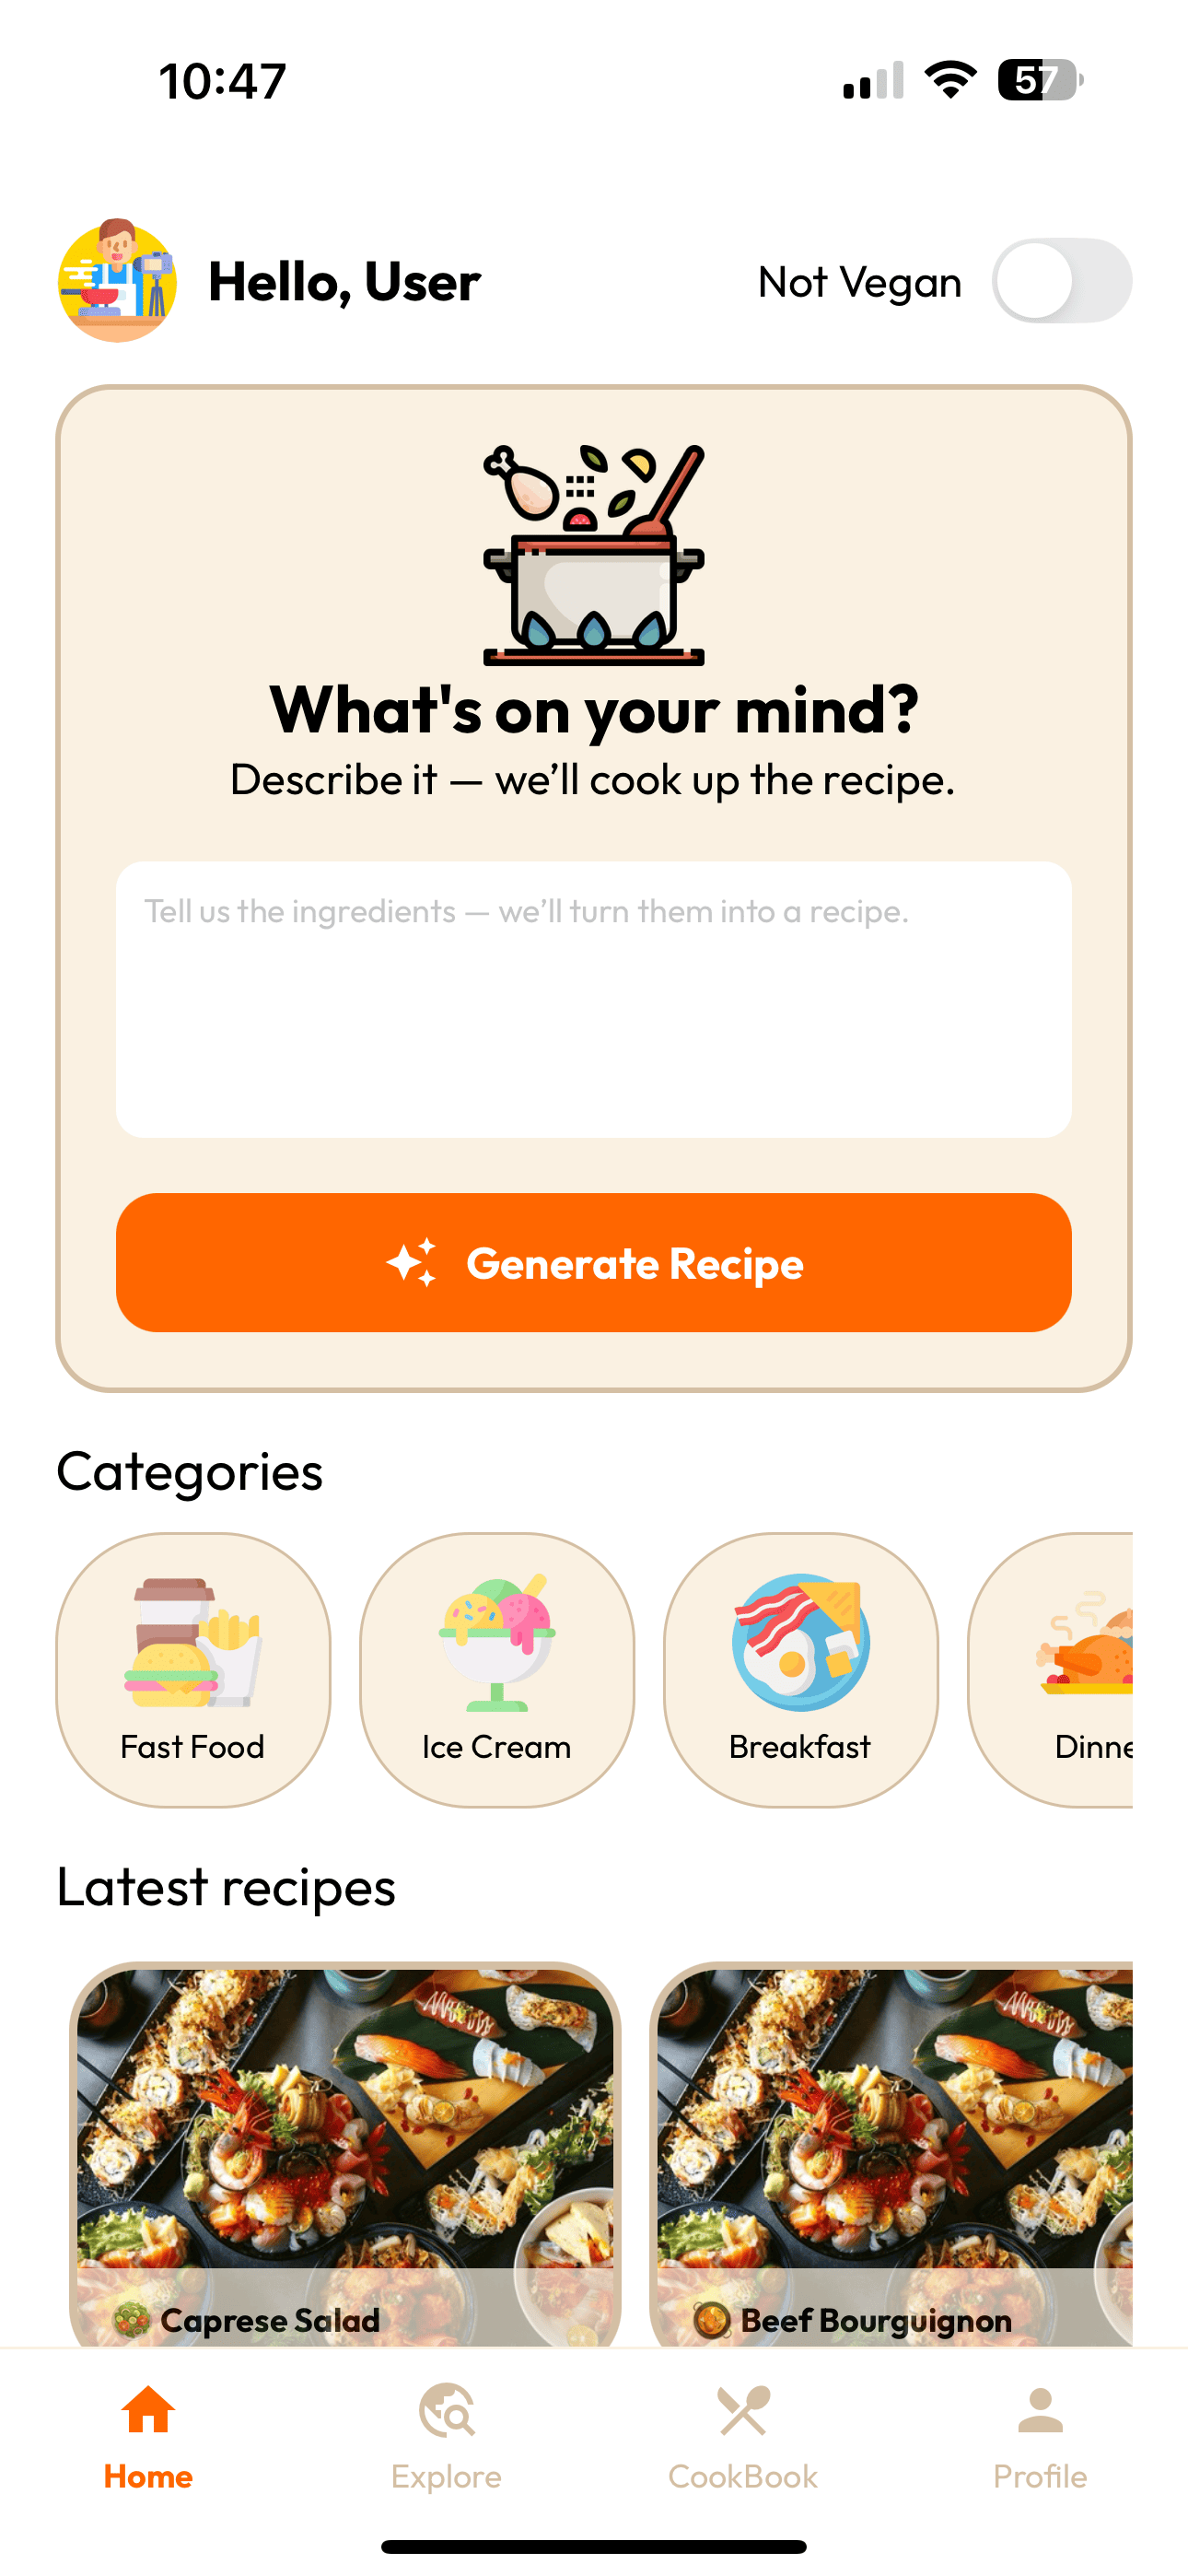 10:47
57
Hello, User
Not Vegan
What's on your mind?
Describe it — we’ll cook up the recipe.
Tell us the ingredients — we’ll turn them into a recipe.
Generate Recipe
Categories
Fast Food
Ice Cream
Breakfast
Dinne
Latest recipes
Caprese Salad
Beef Bourguignon
Home
Explore
CookBook
Profile